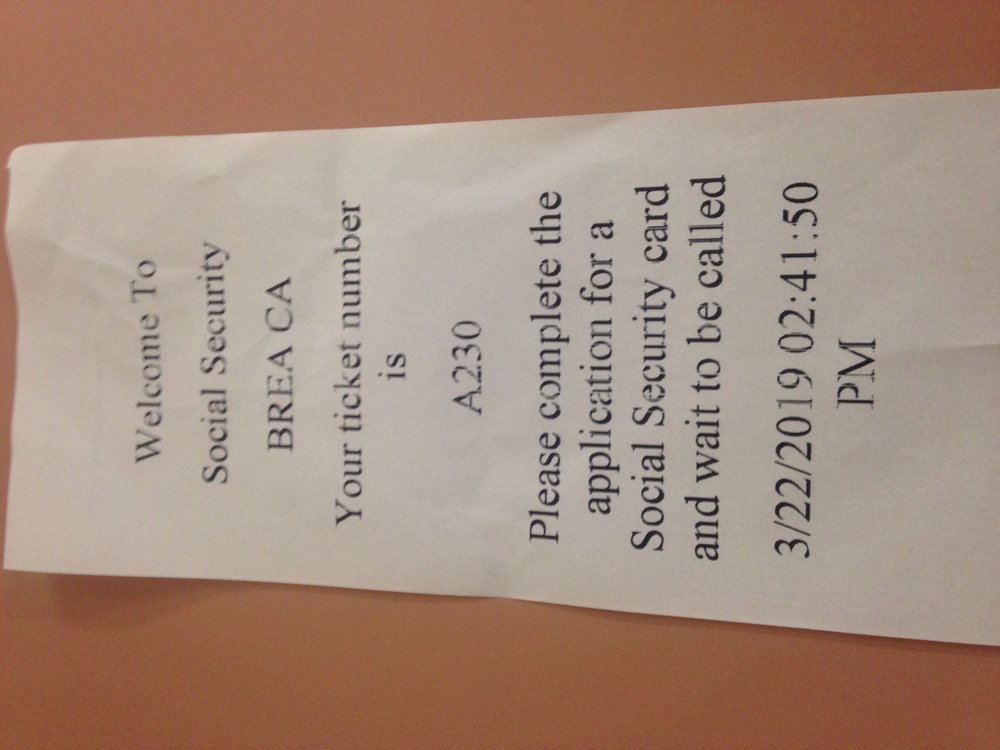 Welcome To
Social Security
BREA CA
Your ticket number
is
A230
Please complete the
application for a
Social Security card
and wait to be called
3/22/2019 02:41:50
PM